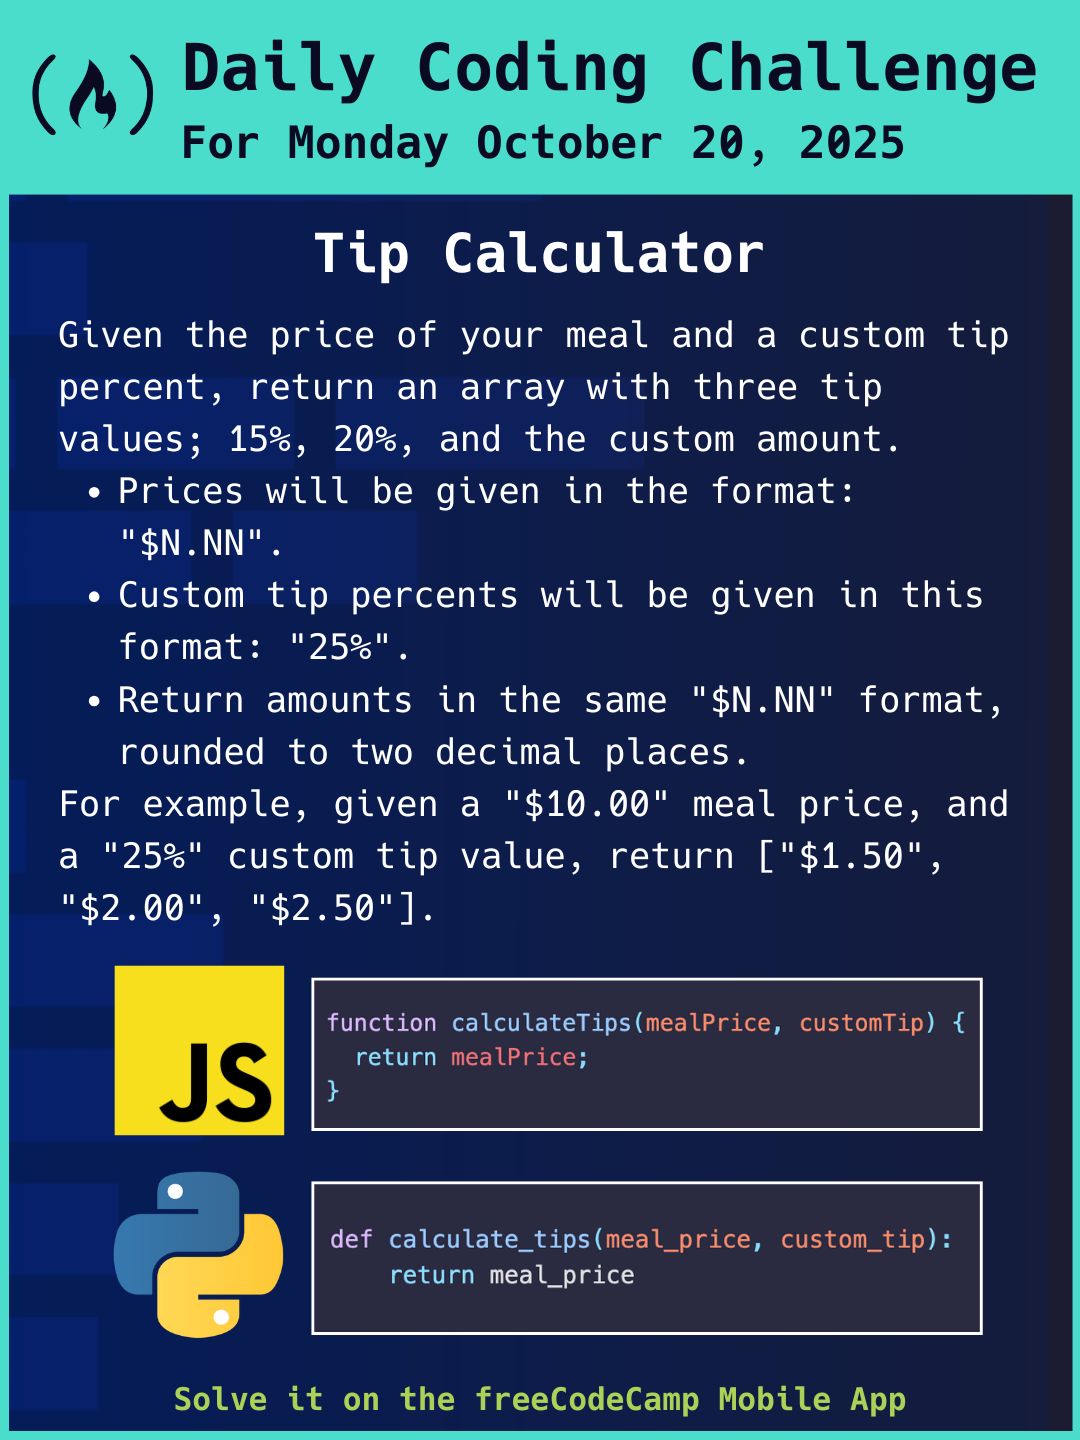 Daily Coding Challenge
For Monday October 20, 2025
Tip Calculator
Given the price of your meal and a custom tip
percent, return an array with three tip
values; 15%, 20%, and the custom amount.
• Prices will be given in the format:
"$N.NN".
• Custom tip percents will be given in this
format: "25%".
• Return amounts in the same "$N.NN" format,
rounded to two decimal places.
For example, given a "$10.00" meal price, and
a "25%" custom tip value, return ["$1.50",
"$2.00", "$2.50"].
JS
function calculateTips(mealPrice, customTip) {
  return mealPrice;
}
def calculate_tips(meal_price, custom_tip):
    return meal_price
Solve it on the freeCodeCamp Mobile App